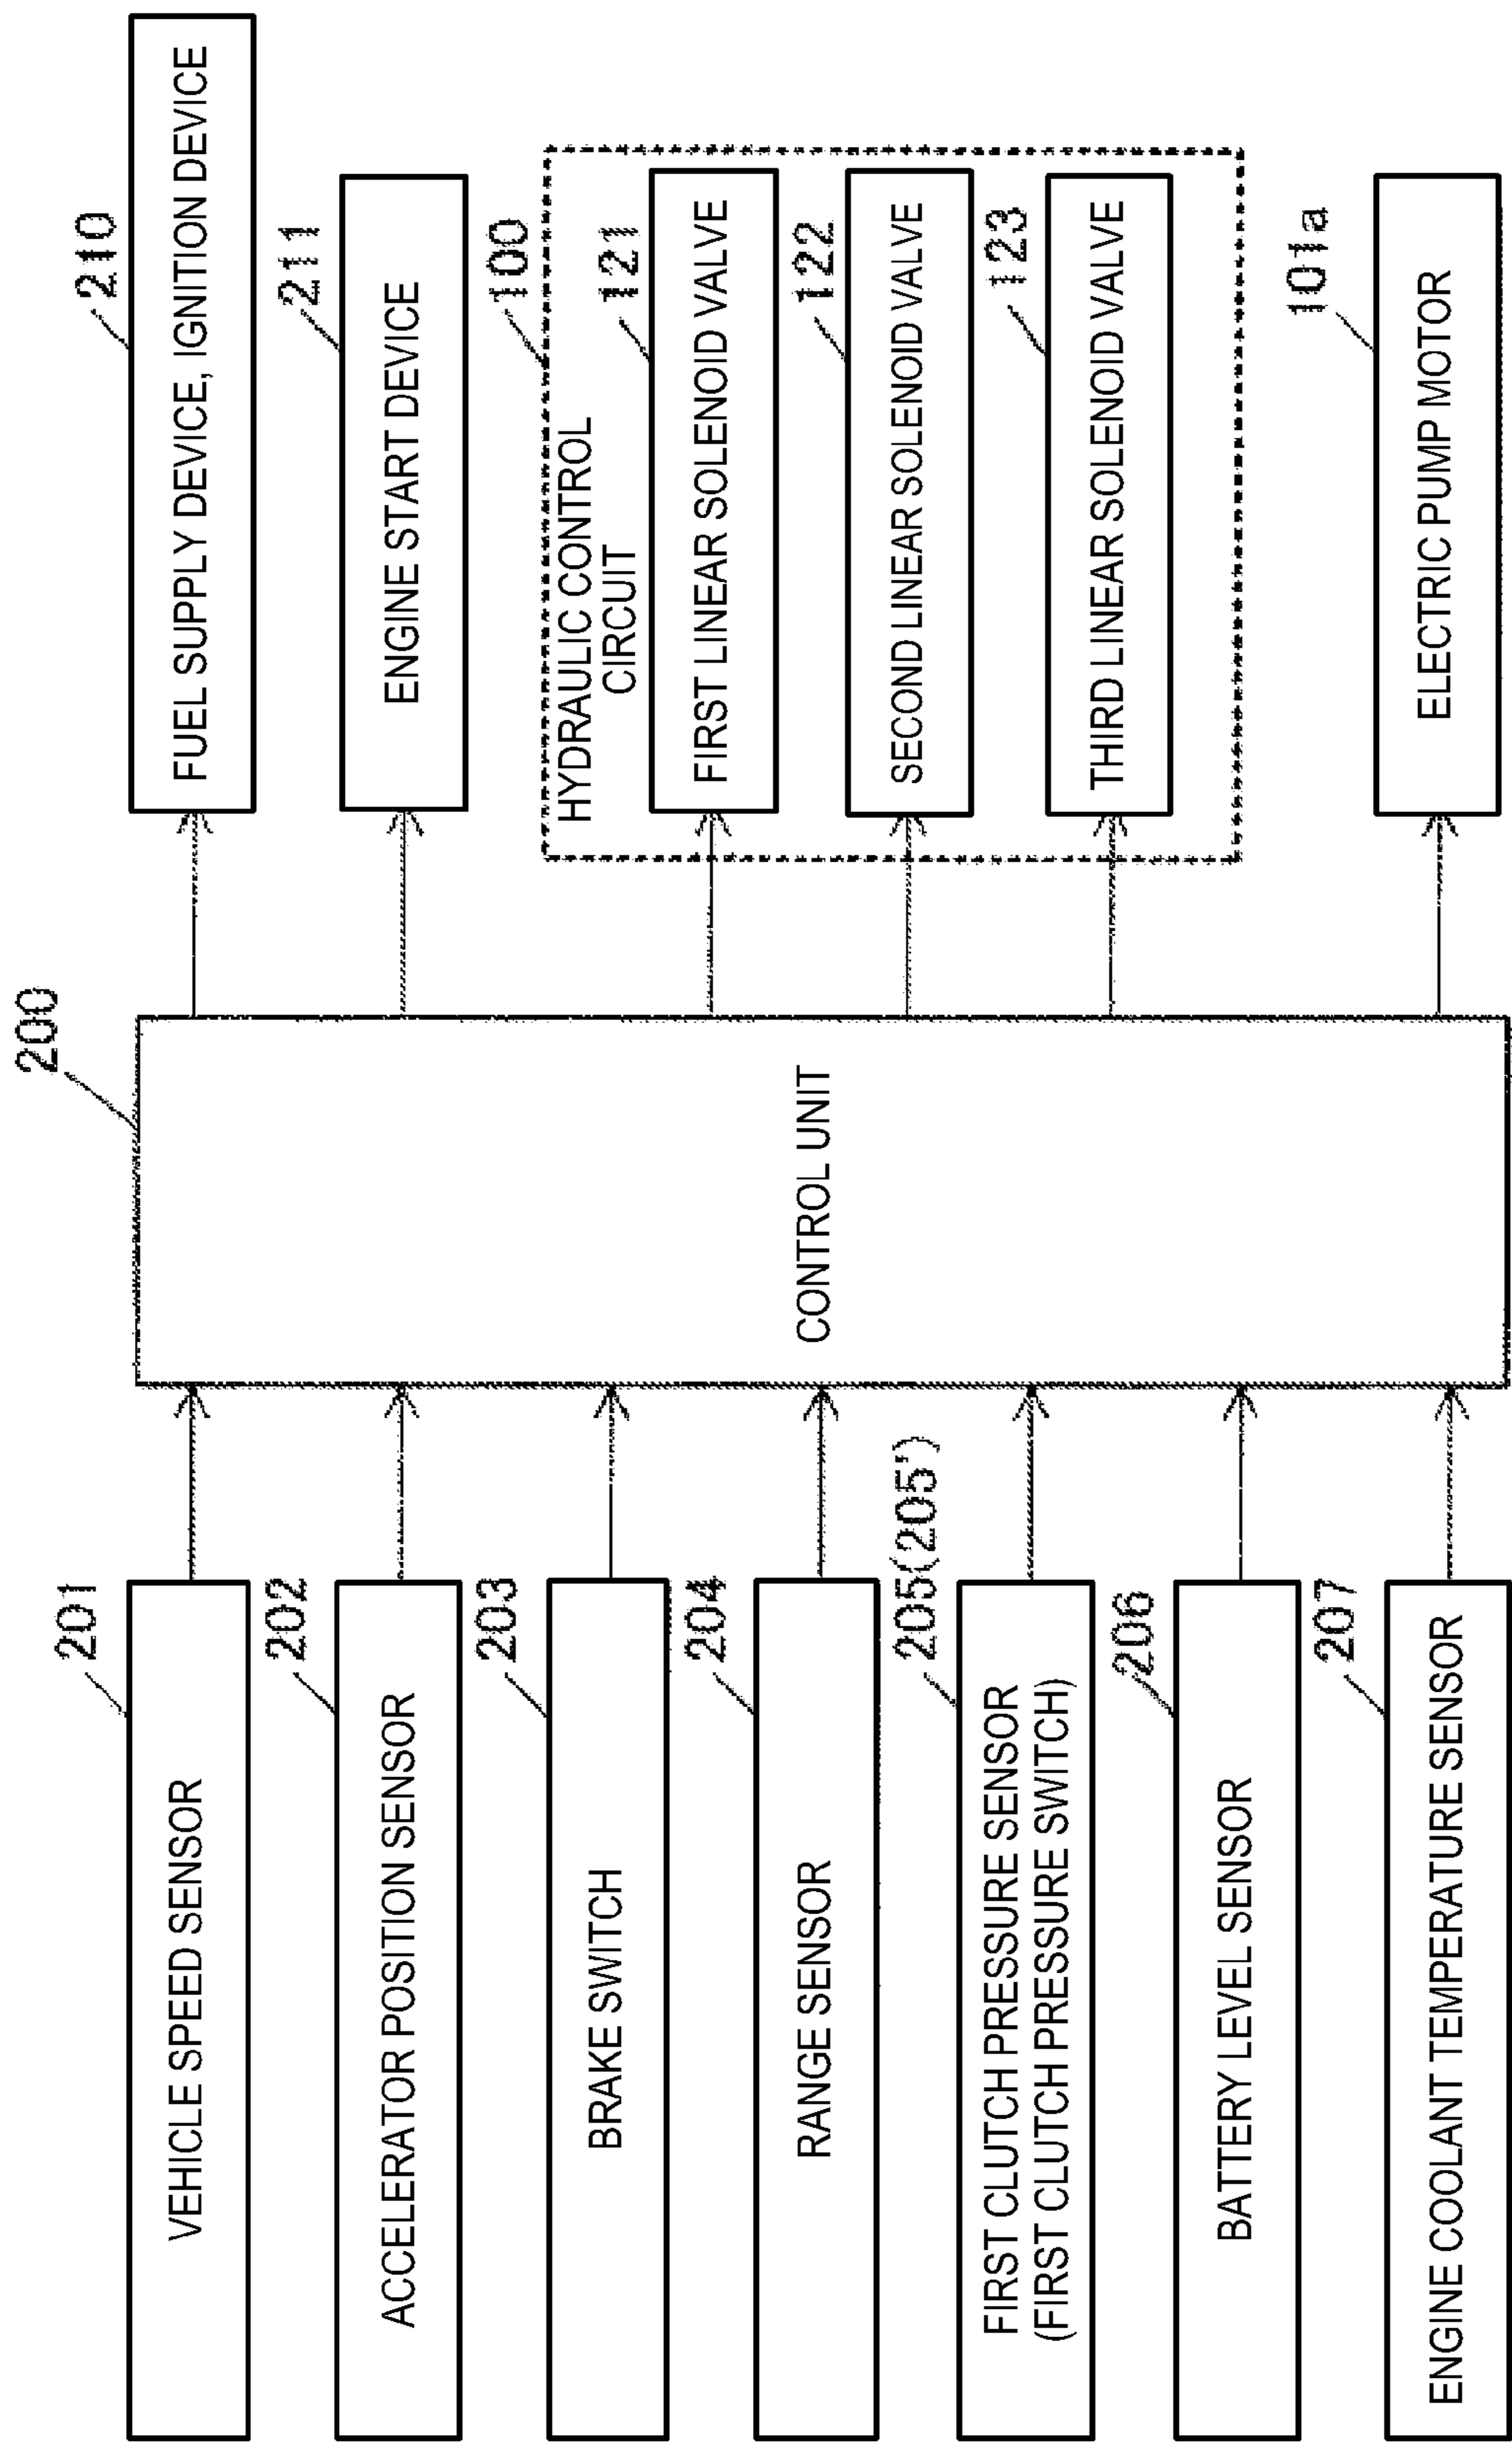 201
VEHICLE SPEED SENSOR
202
ACCELERATOR POSITION SENSOR
203
BRAKE SWITCH
204
RANGE SENSOR
205(205')
FIRST CLUTCH PRESSURE SENSOR
(FIRST CLUTCH PRESSURE SWITCH)
206
BATTERY LEVEL SENSOR
207
ENGINE COOLANT TEMPERATURE SENSOR
200
CONTROL UNIT
210
FUEL SUPPLY DEVICE, IGNITION DEVICE
211
ENGINE START DEVICE
100
HYDRAULIC CONTROL
CIRCUIT
121
FIRST LINEAR SOLENOID VALVE
122
SECOND LINEAR SOLENOID VALVE
123
THIRD LINEAR SOLENOID VALVE
101a
ELECTRIC PUMP MOTOR